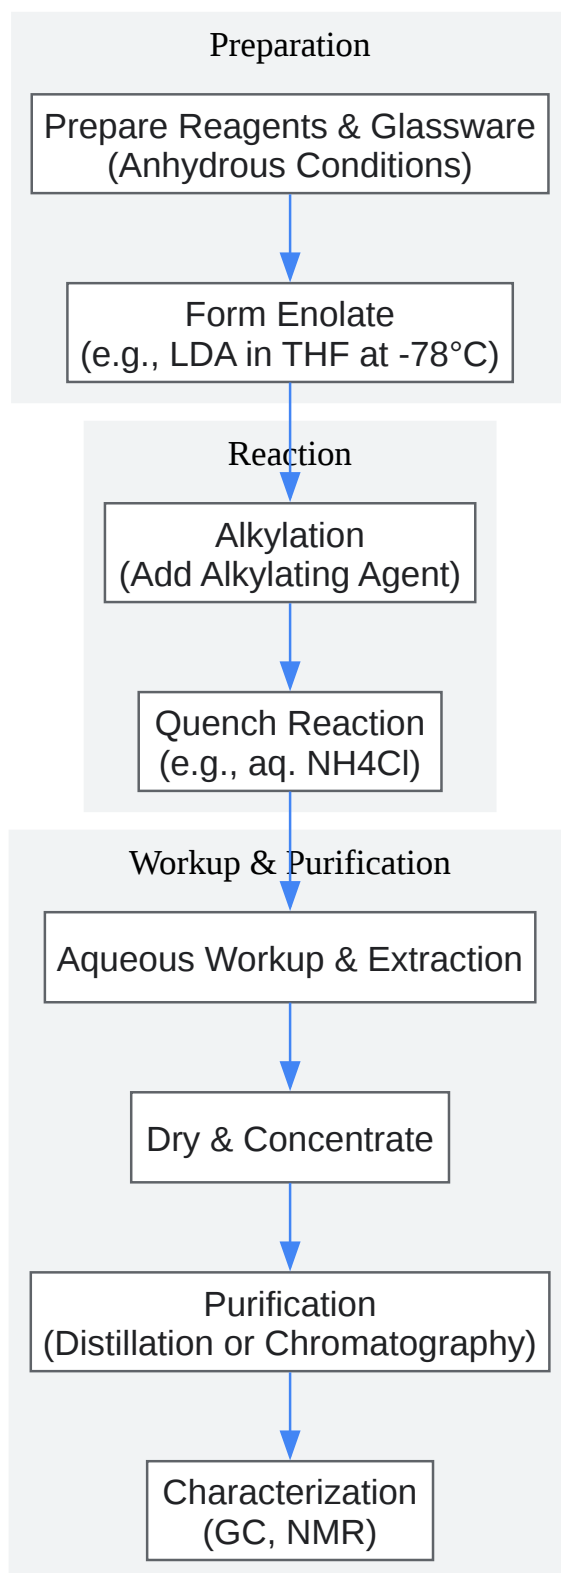 Preparation
Prepare Reagents & Glassware
(Anhydrous Conditions)
Form Enolate
(e.g., LDA in THF at -78°C)
Reaction
Alkylation
(Add Alkylating Agent)
Quench Reaction
(e.g., aq. NH4Cl)
Workup & Purification
Aqueous Workup & Extraction
Dry & Concentrate
Purification
(Distillation or Chromatography)
Characterization
(GC, NMR)